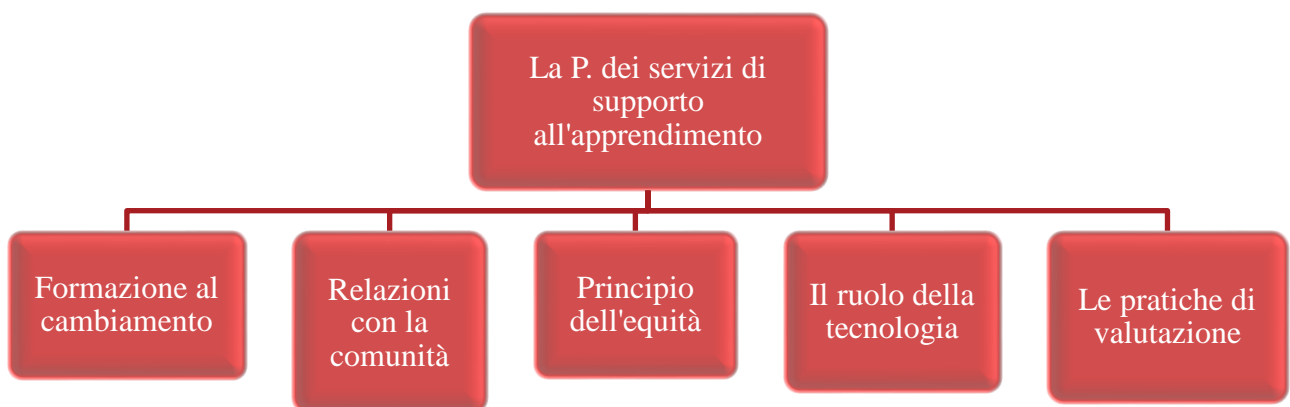 La P. dei servizi di
supporto
all'apprendimento
Formazione al
cambiamento
Relazioni
con la
comunità
Principio
dell'equità
Il ruolo della
tecnologia
Le pratiche di
valutazione